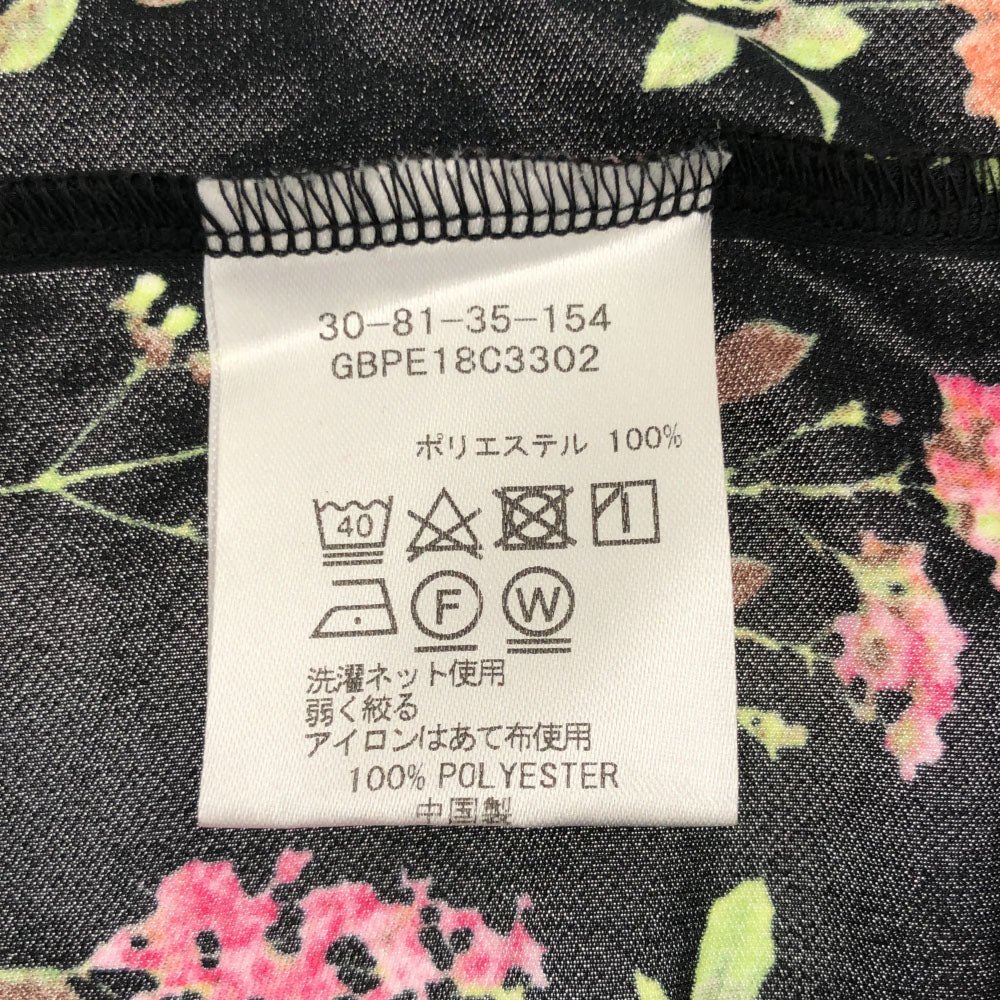 30-81-35-154
GBPE18C3302
ポリエステル 100%
40
F W
洗濯ネット使用
弱く絞る
アイロンはあて布使用
100% POLYESTER
中国製